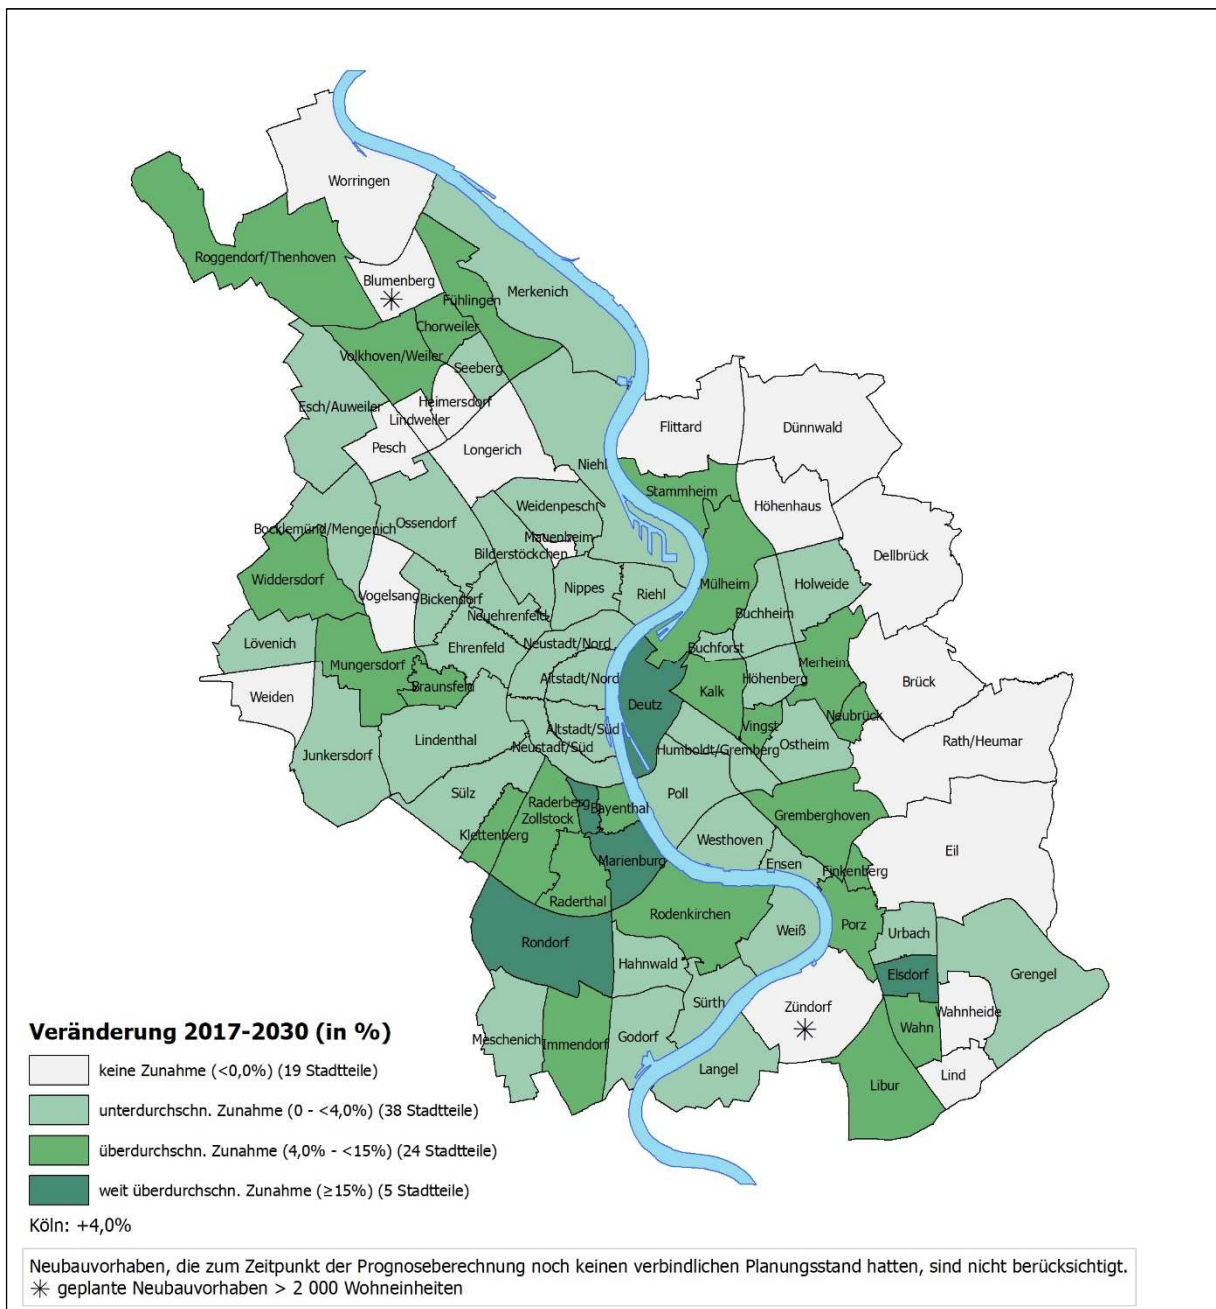 Worringen
Roggendorf/Thenhoven
Blumenberg
Fühlingen
Merkenich
Chorweiler
Volkhoven/Weiler
Seeberg
Heimersdorf
Esch/Auweiler
Lindweiler
Pesch
Longerich
Flittard
Dünnwald
Niehl
Stammheim
Höhenhaus
Weidenpesch
Bocklemünd/Mengenich
Ossendorf
Mauenheim
Bilderstöckchen
Dellbrück
Widdersdorf
Vogelsang
Bickendorf
Nippes
Riehl
Mülheim
Holweide
Neuehrenfeld
Buchheim
Lövenich
Ehrenfeld
Neustadt/Nord
Buchforst
Mungersdorf
Merheim
Braunsfeld
Altstadt/Nord
Höhenberg
Brück
Weiden
Kalk
Deutz
Neubrück
Vingst
Altstadt/Süd
Lindenthal
Neustadt/Süd
Humboldt/Gremberg
Ostheim
Rath/Heumar
Junkersdorf
Sülz
Poll
Raderberg
Bayenthal
Zollstock
Gremberghoven
Klettenberg
Westhoven
Eil
Marienburg
Ensen
Finkenberg
Raderthal
Rodenkirchen
Weiß
Porz
Urbach
Rondorf
Hahnwald
Elsdorf
Grengel
Sürth
Zündorf
Wahnheide
Wahn
Meschenich
Immendorf
Godorf
Langel
Lind
Libur
Veränderung 2017-2030 (in %)
keine Zunahme (<0,0%) (19 Stadtteile)
unterdurchschn. Zunahme (0 - <4,0%) (38 Stadtteile)
überdurchschn. Zunahme (4,0% - <15%) (24 Stadtteile)
weit überdurchschn. Zunahme (≥15%) (5 Stadtteile)
Köln: +4,0%
Neubauvorhaben, die zum Zeitpunkt der Prognoseberechnung noch keinen verbindlichen Planungsstand hatten, sind nicht berücksichtigt.
geplante Neubauvorhaben > 2 000 Wohneinheiten